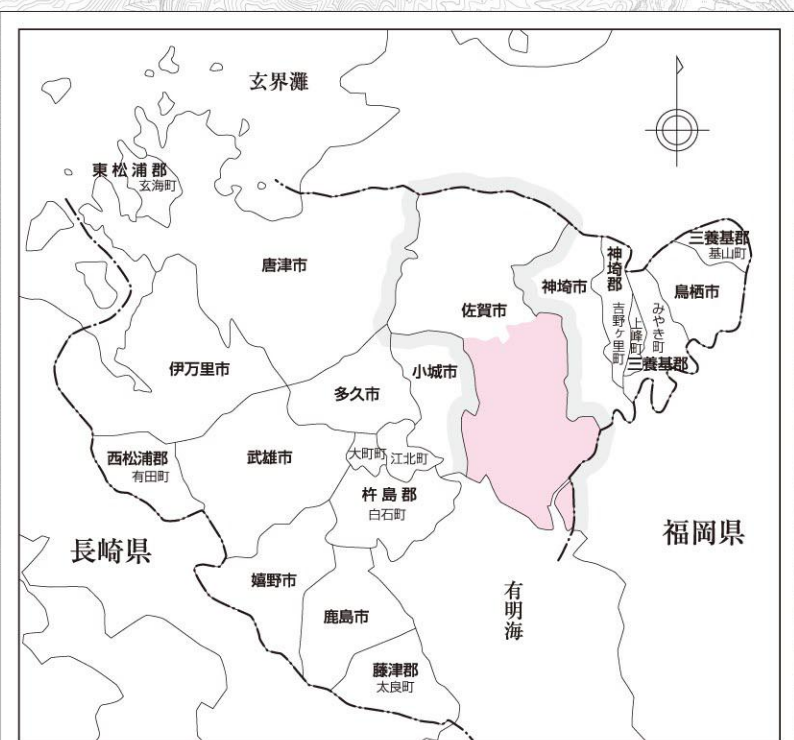 玄界灘
東松浦郡
玄海町
唐津市
佐賀市
神埼市
神埼郡
吉野ヶ里町
上峰町
みやき町
三養基郡
三養基郡
基山町
鳥栖市
伊万里市
多久市
小城市
西松浦郡
有田町
武雄市
大町町
江北町
杵島郡
白石町
長崎県
福岡県
嬉野市
鹿島市
有明海
藤津郡
太良町